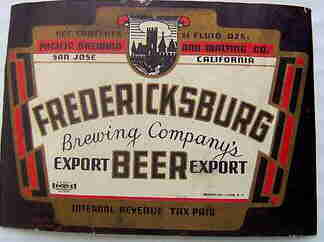 NET CONTENTS 11 FLUID OZS.
PACIFIC BREWING AND MALTING CO.
SAN JOSE CALIFORNIA
FREDERICKSBURG
Brewing Company's
EXPORT BEER EXPORT
INTERNAL REVENUE TAX PAID